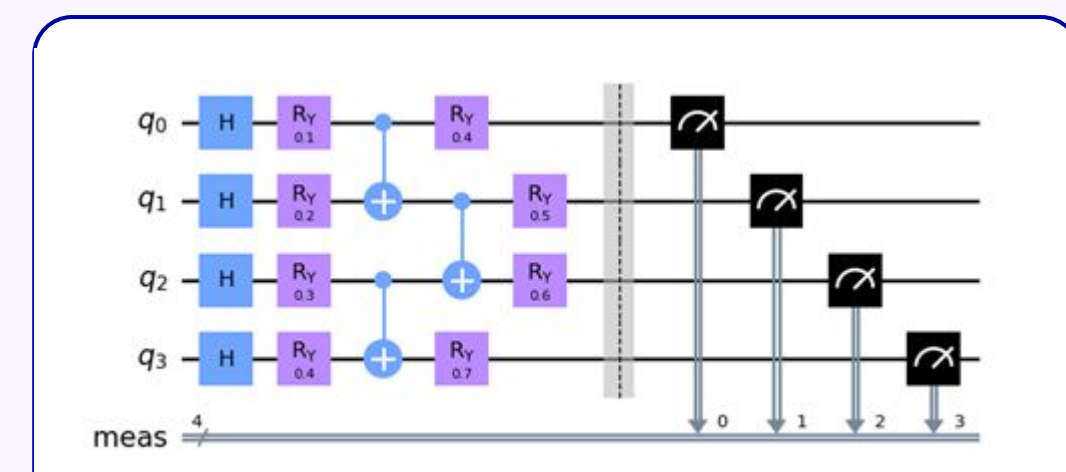 q0 H RY 0.1 RY 0.4
q1 H RY 0.2 RY 0.5
q2 H RY 0.3 RY 0.6
q3 H RY 0.4 RY 0.7
meas 4 0 1 2 3